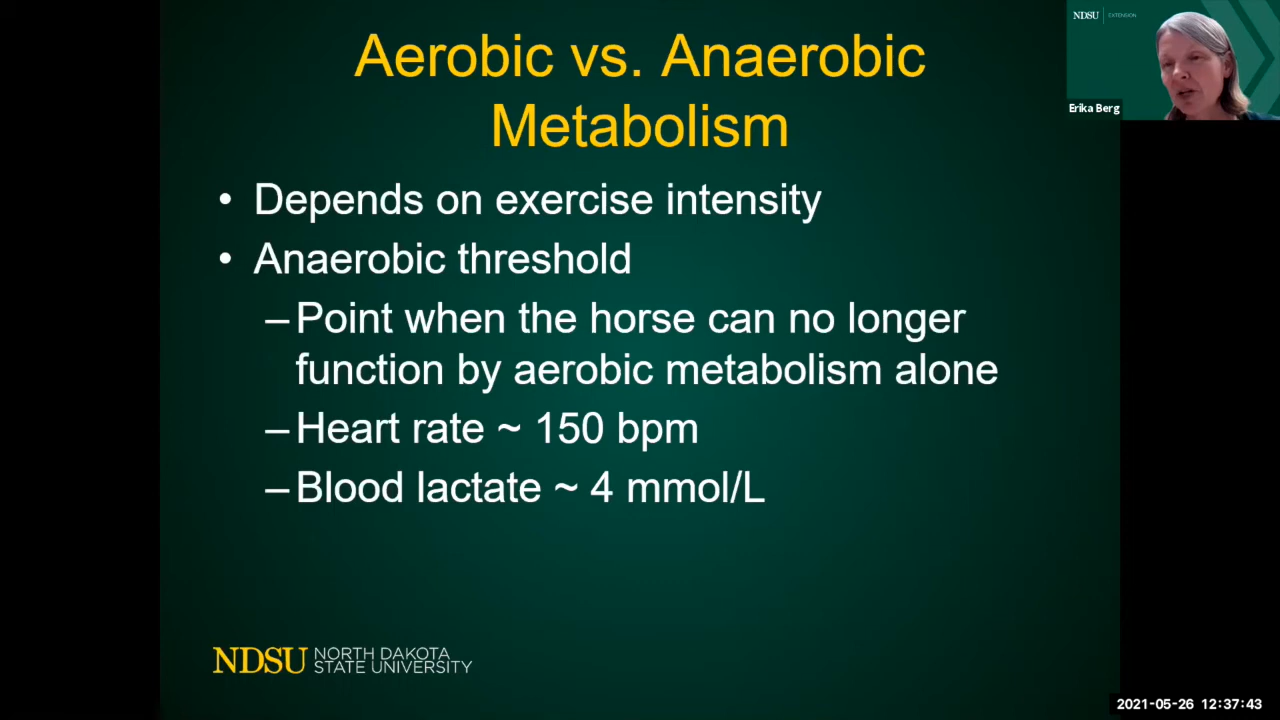 Aerobic vs. Anaerobic
Metabolism
• Depends on exercise intensity
• Anaerobic threshold
– Point when the horse can no longer
function by aerobic metabolism alone
– Heart rate ~ 150 bpm
– Blood lactate ~ 4 mmol/L
NDSU NORTH DAKOTA
STATE UNIVERSITY
NDSU EXTENSION
Erika Berg
2021-05-26 12:37:43